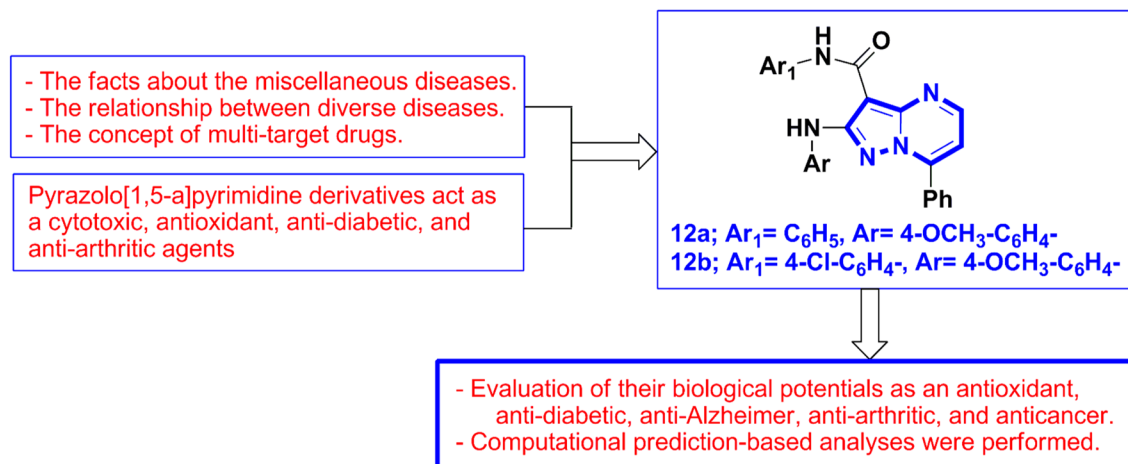 - The facts about the miscellaneous diseases.
- The relationship between diverse diseases.
- The concept of multi-target drugs.
Pyrazolo[1,5-a]pyrimidine derivatives act as
a cytotoxic, antioxidant, anti-diabetic, and
anti-arthritic agents
H
N
O
Ar₁
N
HN
N
N
Ar
Ph
12a; Ar₁= C₆H₅, Ar= 4-OCH₃-C₆H₄-
12b; Ar₁= 4-Cl-C₆H₄-, Ar= 4-OCH₃-C₆H₄-
- Evaluation of their biological potentials as an antioxidant,
anti-diabetic, anti-Alzheimer, anti-arthritic, and anticancer.
- Computational prediction-based analyses were performed.